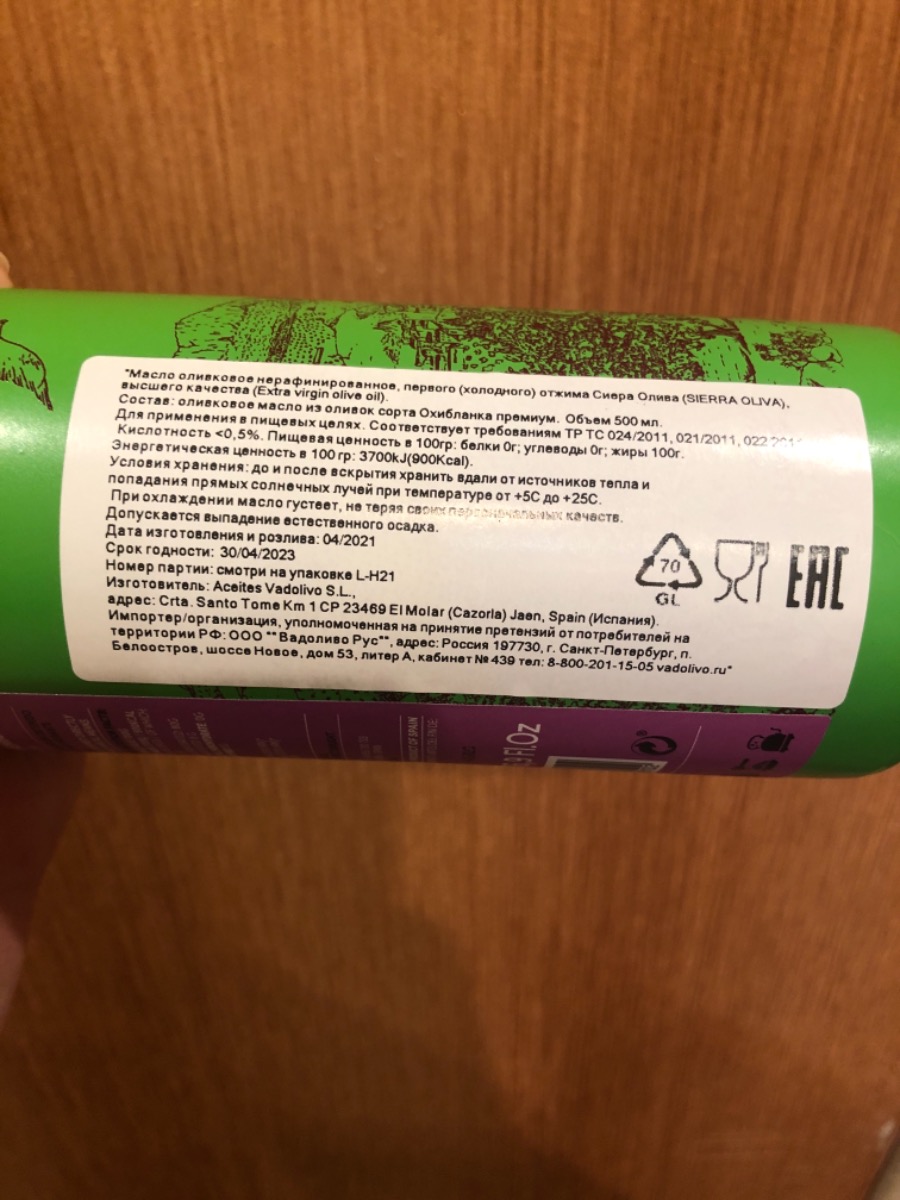 "Масло оливковое нерафинированное, первого (холодного) отжима Сиера Олива (SIERRA OLIVA),
высшего качества (Extra virgin olive oil).
Состав: оливковое масло из оливок сорта Охибланка премиум. Объем 500 мл.
Для применения в пищевых целях. Соответствует требованиям ТР ТС 024/2011, 021/2011, 022
Кислотность <0,5%. Пищевая ценность в 100гр: белки 0г; углеводы 0г; жиры 100г.
Энергетическая ценность в 100 гр: 3700kJ(900Kcal).
Условия хранения: до и после вскрытия хранить вдали от источников тепла и
попадания прямых солнечных лучей при температуре от +5С до +25С.
При охлаждении масло густеет, не теряя своих первоначальных качеств.
Допускается выпадение естественного осадка.
Дата изготовления и розлива: 04/2021
Срок годности: 30/04/2023
Номер партии: смотри на упаковке L-H21
Изготовитель: Aceites Vadolivo S.L.,
адрес: Crta. Santo Tome Km 1 CP 23469 El Molar (Cazorla) Jaen, Spain (Испания).
Импортер/организация, уполномоченная на принятие претензий от потребителей на
территории РФ: ООО ""Вадоливо Рус"", адрес: Россия 197730, г. Санкт-Петербург, п.
Белоостров, шоссе Новое, дом 53, литер А, кабинет №439 тел: 8-800-201-15-05 vadolivo.ru"
70
GL
EAC
PRODUCT OF SPAIN
Fl.Oz